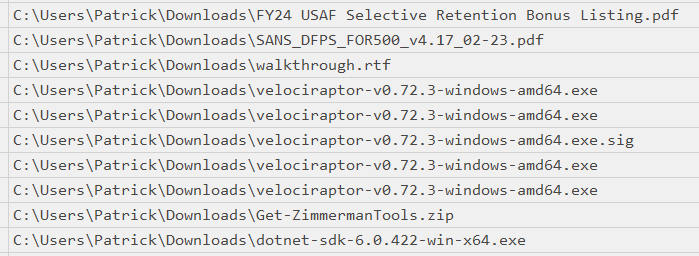 C:\Users\Patrick\Downloads\FY24 USAF Selective Retention Bonus Listing.pdf
C:\Users\Patrick\Downloads\SANS_DFPS_FOR500_v4.17_02-23.pdf
C:\Users\Patrick\Downloads\walkthrough.rtf
C:\Users\Patrick\Downloads\velociraptor-v0.72.3-windows-amd64.exe
C:\Users\Patrick\Downloads\velociraptor-v0.72.3-windows-amd64.exe
C:\Users\Patrick\Downloads\velociraptor-v0.72.3-windows-amd64.exe.sig
C:\Users\Patrick\Downloads\velociraptor-v0.72.3-windows-amd64.exe
C:\Users\Patrick\Downloads\velociraptor-v0.72.3-windows-amd64.exe
C:\Users\Patrick\Downloads\Get-ZimmermanTools.zip
C:\Users\Patrick\Downloads\dotnet-sdk-6.0.422-win-x64.exe